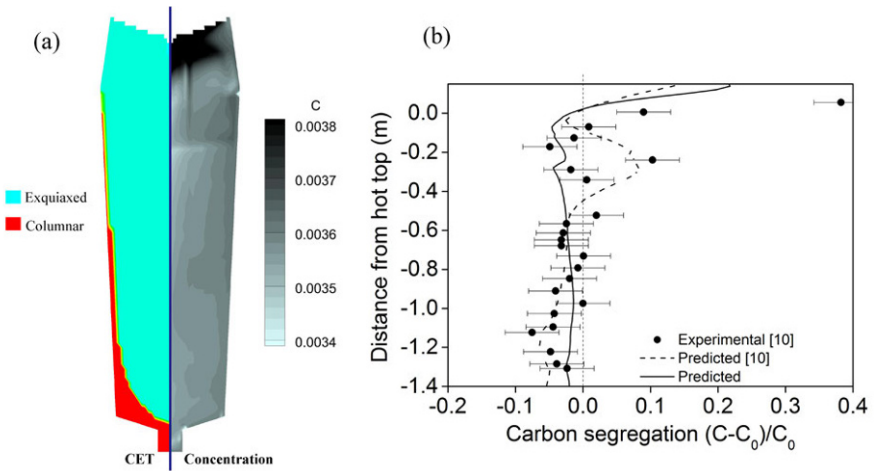 (a)
Exquiaxed
Columnar
CET
Concentration
C
0.0038
0.0037
0.0036
0.0035
0.0034
(b)
Distance from hot top (m)
0.0
-0.2
-0.4
-0.6
-0.8
-1.0
-1.2
-1.4
Experimental [10]
Predicted [10]
Predicted
-0.2
-0.1
0.0
0.1
0.2
0.3
0.4
Carbon segregation (C-C₀)/C₀